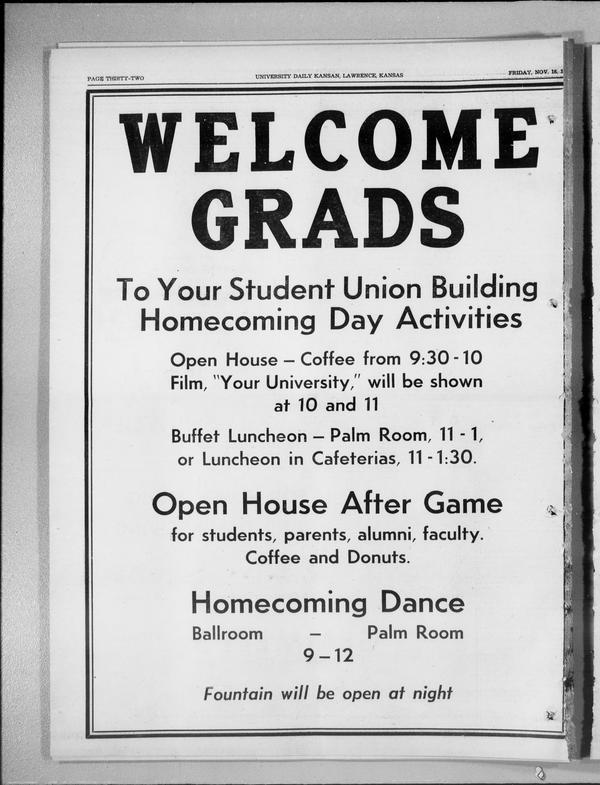 PAGE THIRTY-TWO
UNIVERSITY DAILY KANSAN, LAWRENCE, KANSAS
FRIDAY, NOV. 18,
WELCOME
GRADS
To Your Student Union Building
Homecoming Day Activities
Open House – Coffee from 9:30 - 10
Film, "Your University," will be shown
at 10 and 11
Buffet Luncheon – Palm Room, 11 - 1,
or Luncheon in Cafeterias, 11 - 1:30.
Open House After Game
for students, parents, alumni, faculty.
Coffee and Donuts.
Homecoming Dance
Ballroom – Palm Room
9 – 12
Fountain will be open at night